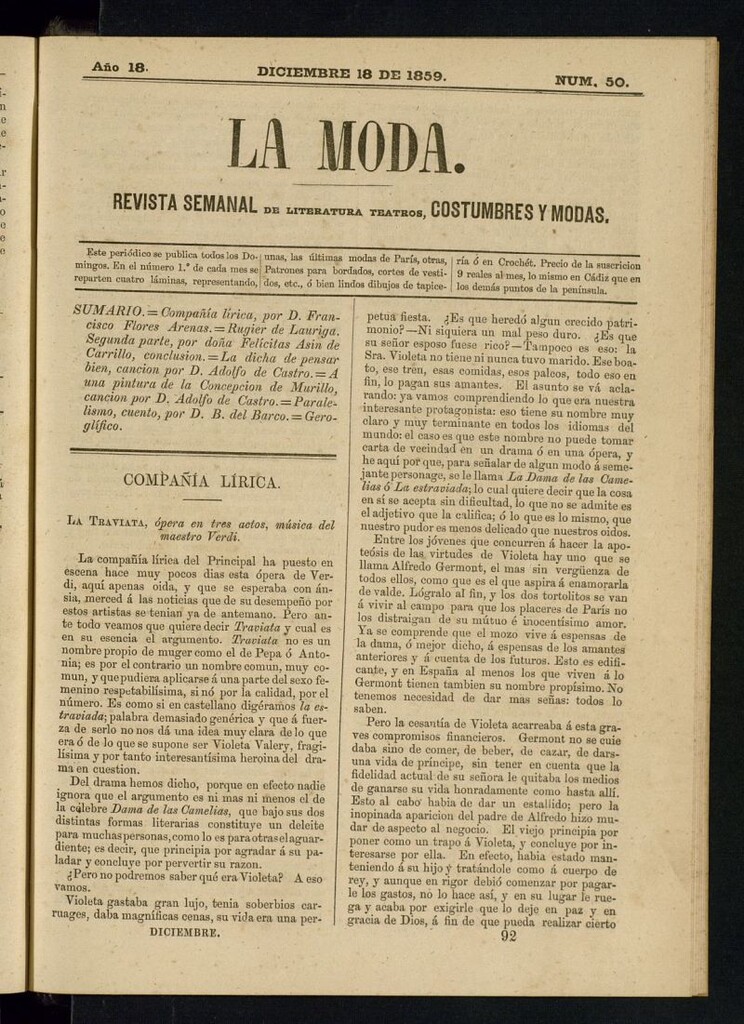 Año 18.
DICIEMBRE 18 DE 1859.
NUM. 50.
LA MODA.
REVISTA SEMANAL DE LITERATURA TEATROS, COSTUMBRES Y MODAS.
Este periódico se publica todos los Do-
mingos. En el número 1.° de cada mes se
reparten cuatro láminas, representando,
unas, las últimas modas de París, otras,
Patrones para bordados, cortes de vesti-
dos, etc., ó bien lindos dibujos de tapice-
ría ó en Crochét. Precio de la suscricion
9 reales al mes, lo mismo en Cádiz que en
los demás puntos de la península.
SUMARIO.=Compañía lírica, por D. Fran-
cisco Flores Arenas.=Rugier de Lauriga.
Segunda parte, por doña Felicitas Asin de
Carrillo, conclusion.=La dicha de pensar
bien, cancion por D. Adolfo de Castro.=A
una pintura de la Concepcion de Murillo,
cancion por D. Adolfo de Castro.=Parale-
lismo, cuento, por D. B. del Barco.=Gero-
glífico.
COMPAÑÍA LÍRICA.
LA TRAVIATA, ópera en tres actos, música del
maestro Verdi.
La compañía lírica del Principal ha puesto en
escena hace muy pocos dias esta ópera de Ver-
di, aquí apenas oida, y que se esperaba con án-
sia, merced á las noticias que de su desempeño por
estos artistas se tenian ya de antemano. Pero an-
te todo veamos que quiere decir Traviata y cual es
en su esencia el argumento. Traviata no es un
nombre propio de muger como el de Pepa ó Anto-
nia; es por el contrario un nombre comun, muy co-
mun, y que pudiera aplicarse á una parte del sexo fe-
menino respetabilísima, si nó por la calidad, por el
número. Es como si en castellano digéramos la es-
traviada; palabra demasiado genérica y que á fuer-
za de serlo no nos dá una idea muy clara de lo que
era ó de lo que se supone ser Violeta Valery, fragi-
lísima y por tanto interesantísima heroina del dra-
ma en cuestion.
Del drama hemos dicho, porque en efecto nadie
ignora que el argumento es ni mas ni menos el de
la célebre Dama de las Camelias, que bajo sus dos
distintas formas literarias constituye un deleite
para muchas personas, como lo es para otras el aguar-
diente; es decir, que principia por agradar á su pa-
ladar y concluye por pervertir su razon.
¿Pero no podremos saber qué era Violeta? A eso
vamos.
Violeta gastaba gran lujo, tenia soberbios car-
ruages, daba magníficas cenas, su vida era una per-
DICIEMBRE.
petua fiesta. ¿Es que heredó algun crecido patri-
monio?—Ni siquiera un mal peso duro. ¿Es que
su señor esposo fuese rico?—Tampoco es eso: la
Sra. Violeta no tiene ni nunca tuvo marido. Ese boa-
to, ese tren, esas comidas, esos palcos, todo eso en
fin, lo pagan sus amantes. El asunto se vá acla-
rando: ya vamos comprendiendo lo que era nuestra
interesante protagonista: eso tiene su nombre muy
claro y muy terminante en todos los idiomas del
mundo: el caso es que este nombre no puede tomar
carta de vecindad en un drama ó en una ópera, y
he aquí por que, para señalar de algun modo á seme-
jante personage, se le llama La Dama de las Came-
lias ó La estraviada; lo cual quiere decir que la cosa
en sí se acepta sin dificultad, lo que no se admite es
el adjetivo que la califica; ó lo que es lo mismo, que
nuestro pudor es menos delicado que nuestros oidos.
Entre los jóvenes que concurren á hacer la apo-
teósis de las virtudes de Violeta hay uno que se
llama Alfredo Germont, el mas sin vergüenza de
todos ellos, como que es el que aspira á enamorarla
de valde. Lógralo al fin, y los dos tortolitos se van
á vivir al campo para que los placeres de París no
los distraigan de su mútuo é inocentísimo amor.
Ya se comprende que el mozo vive á espensas de
la dama, ó mejor dicho, á espensas de los amantes
anteriores y á cuenta de los futuros. Esto es edifi-
cante, y en España al menos los que viven á lo
Germont tienen tambien su nombre propísimo. No
tenemos necesidad de dar mas señas: todos lo
saben.
Pero la cesantía de Violeta acarreaba á esta gra-
ves compromisos financieros. Germont no se cuie
daba sino de comer, de beber, de cazar, de dars-
una vida de príncipe, sin tener en cuenta que la
fidelidad actual de su señora le quitaba los medios
de ganarse su vida honradamente como hasta allí.
Esto al cabo habia de dar un estallido; pero la
inopinada aparicion del padre de Alfredo hizo mu-
dar de aspecto al negocio. El viejo principia por
poner como un trapo á Violeta, y concluye por in-
teresarse por ella. En efecto, habia estado man-
teniendo á su hijo y tratándole como á cuerpo de
rey, y aunque en rigor debió comenzar por pagar-
le los gastos, no lo hace así, y en su lugar le rue-
ga y acaba por exigirle que lo deje en paz y en
gracia de Dios, á fin de que pueda realizar cierto
92